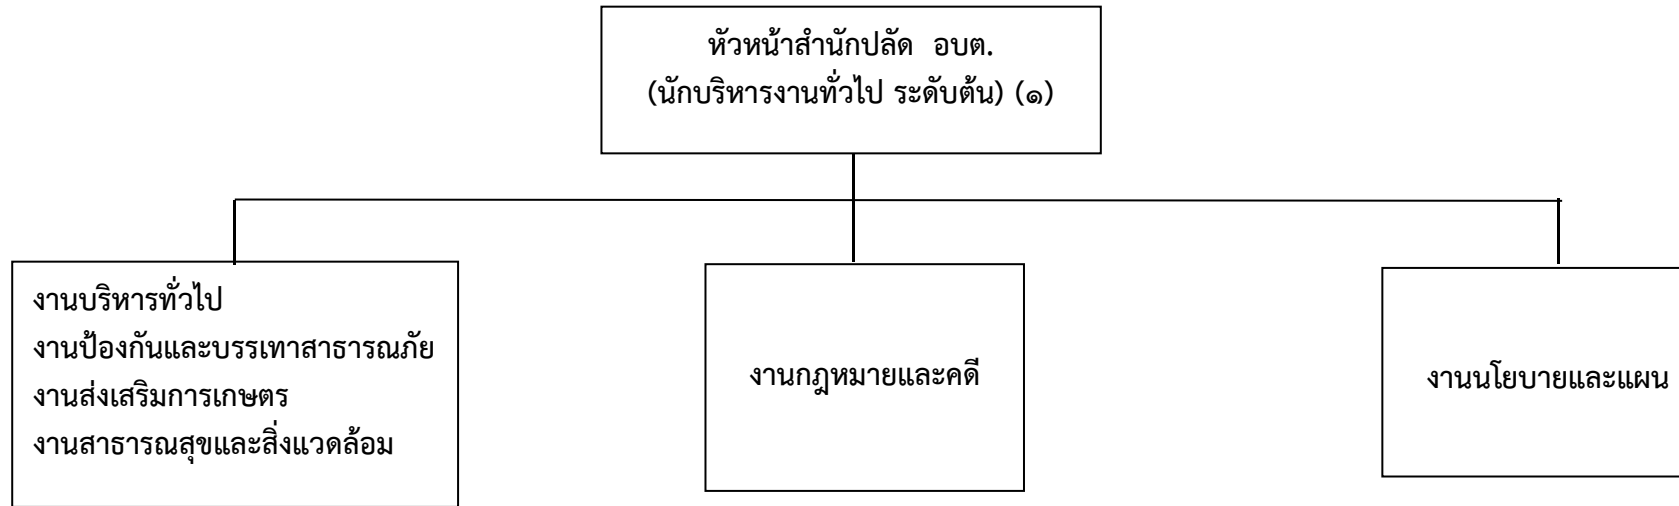 หัวหน้าสำนักปลัด อบต.
(นักบริหารงานทั่วไป ระดับต้น) (๑)
งานบริหารทั่วไป
งานป้องกันและบรรเทาสาธารณภัย
งานส่งเสริมการเกษตร
งานสาธารณสุขและสิ่งแวดล้อม
งานกฎหมายและคดี
งานนโยบายและแผน